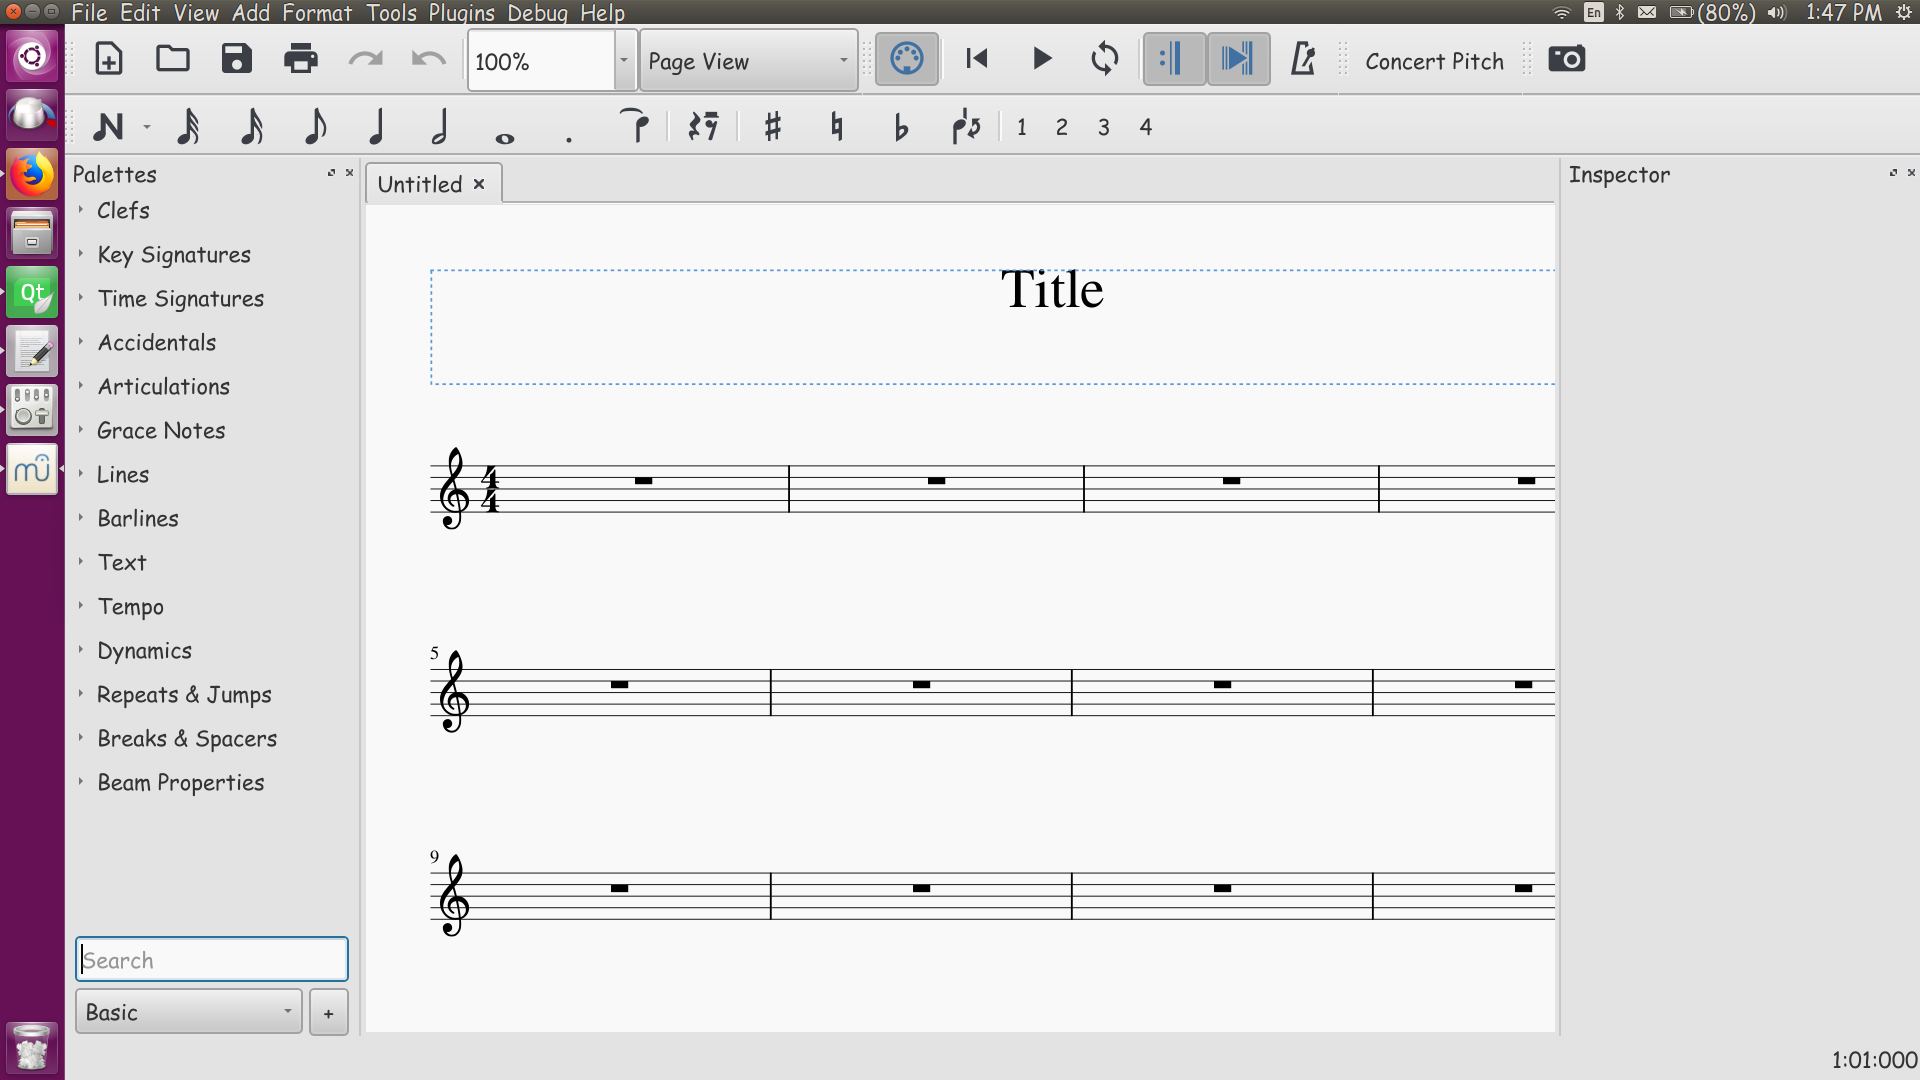 File Edit View Add Format Tools Plugins Debug Help
En (80%) 1:47 PM
100% Page View Concert Pitch
1 2 3 4
Palettes
Clefs
Key Signatures
Time Signatures
Accidentals
Articulations
Grace Notes
Lines
Barlines
Text
Tempo
Dynamics
Repeats & Jumps
Breaks & Spacers
Beam Properties
Search
Basic +
Qt
mu
Untitled
Title
4
4
5
9
Inspector
1:01:000